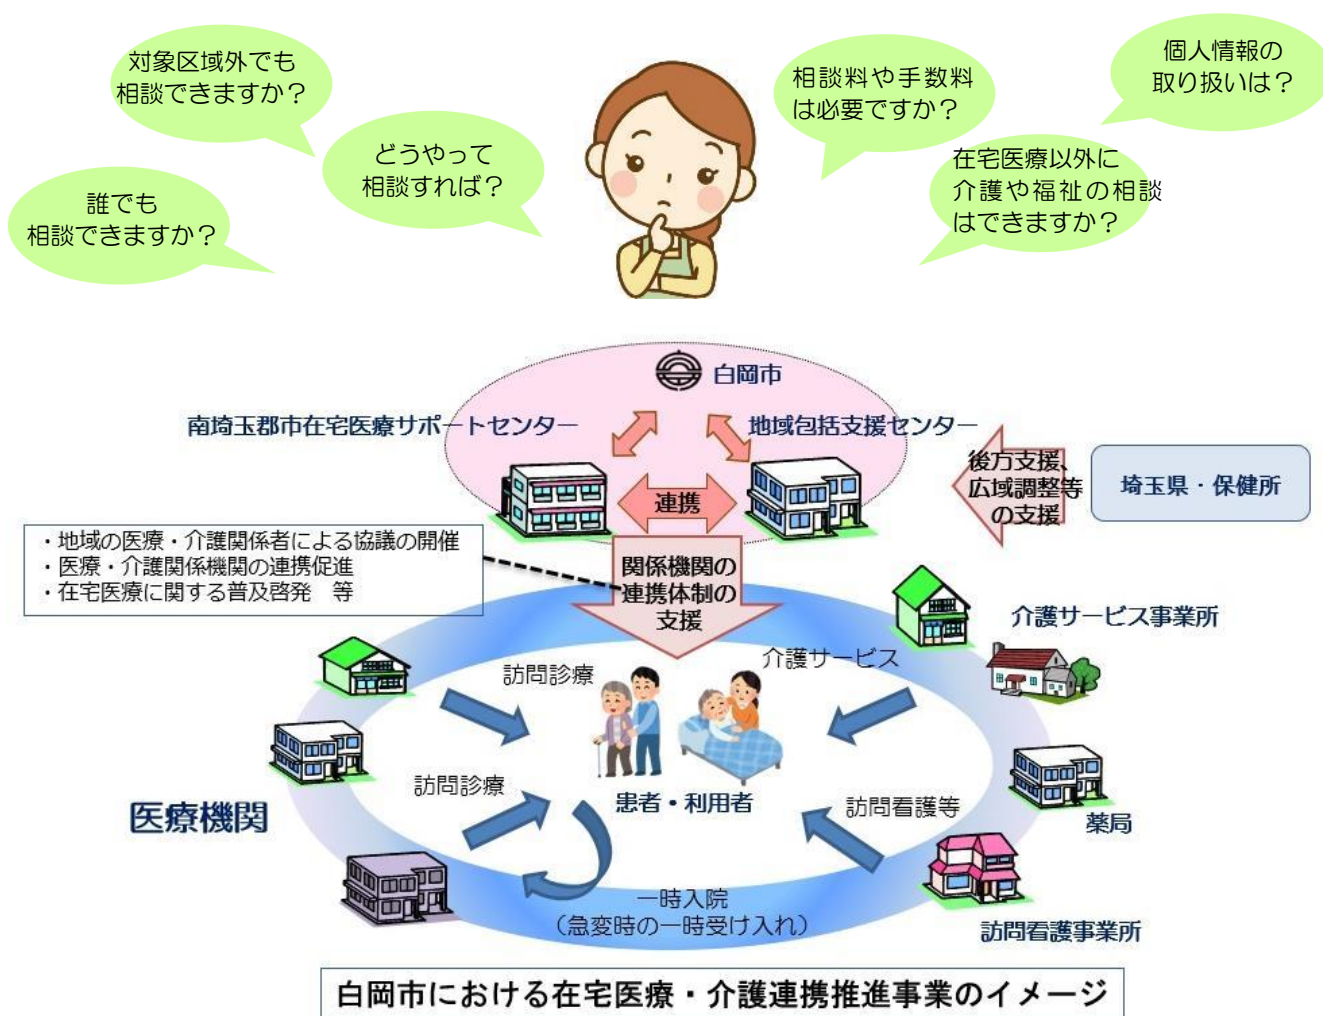 対象区域外でも
相談できますか？
どうやって
相談すれば？
誰でも
相談できますか？
相談料や手数料
は必要ですか？
個人情報の
取り扱いは？
在宅医療以外に
介護や福祉の相談
はできますか？
白岡市
南埼玉郡市在宅医療サポートセンター
地域包括支援センター
連携
後方支援、
広域調整等
の支援
埼玉県・保健所
・地域の医療・介護関係者による協議の開催
・医療・介護関係機関の連携促進
・在宅医療に関する普及啓発　等
関係機関の
連携体制の
支援
介護サービス事業所
訪問診療
介護サービス
訪問診療
患者・利用者
訪問看護等
医療機関
薬局
一時入院
（急変時の一時受け入れ）
訪問看護事業所
白岡市における在宅医療・介護連携推進事業のイメージ